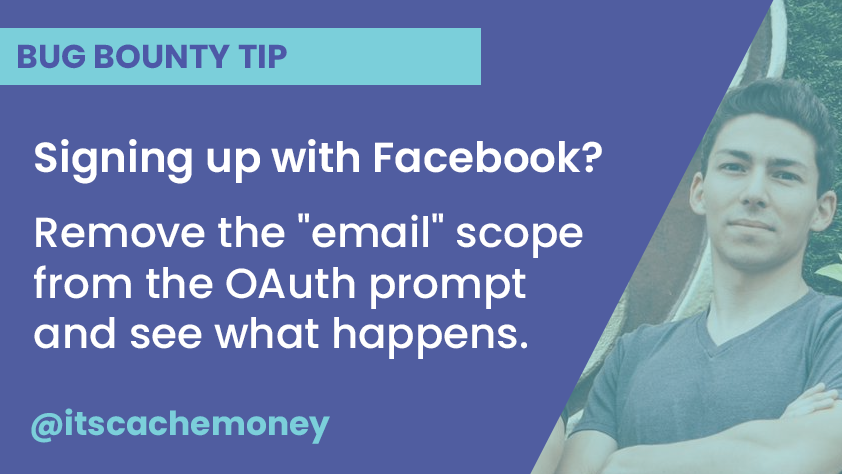 BUG BOUNTY TIP
Signing up with Facebook?
Remove the "email" scope
from the OAuth prompt
and see what happens.
@itscachemoney